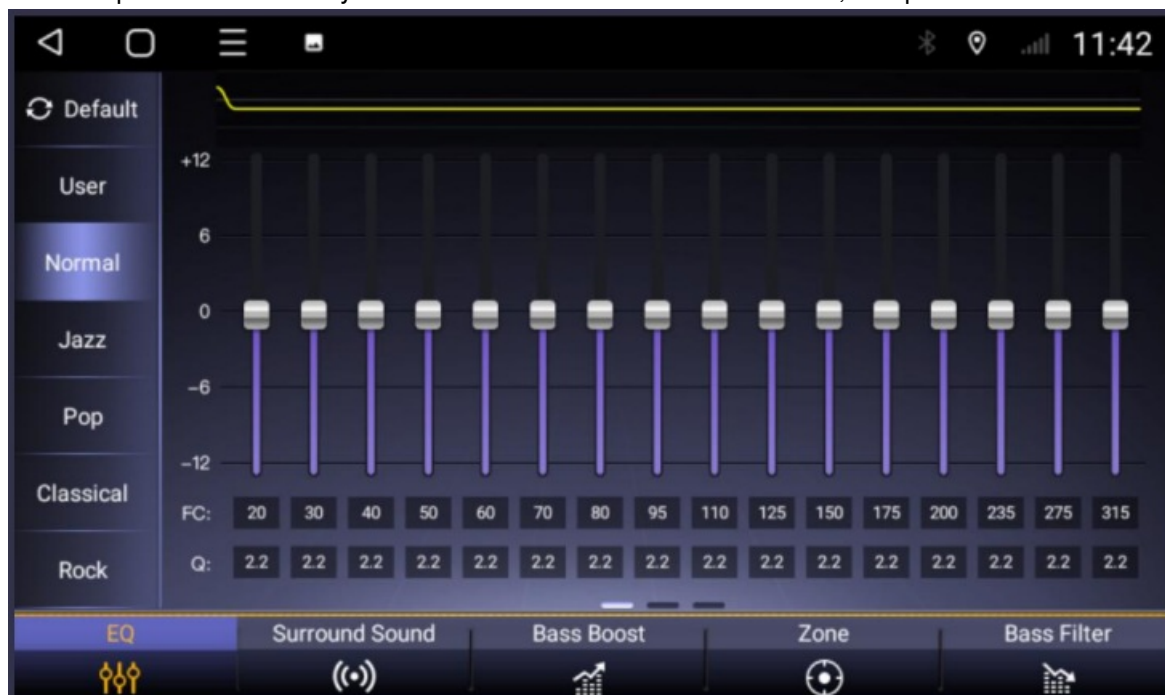 11:42
Default
User
Normal
Jazz
Pop
Classical
Rock
+12
6
0
−6
−12
FC: 20 30 40 50 60 70 80 95 110 125 150 175 200 235 275 315
Q: 2.2 2.2 2.2 2.2 2.2 2.2 2.2 2.2 2.2 2.2 2.2 2.2 2.2 2.2 2.2 2.2
EQ Surround Sound Bass Boost Zone Bass Filter